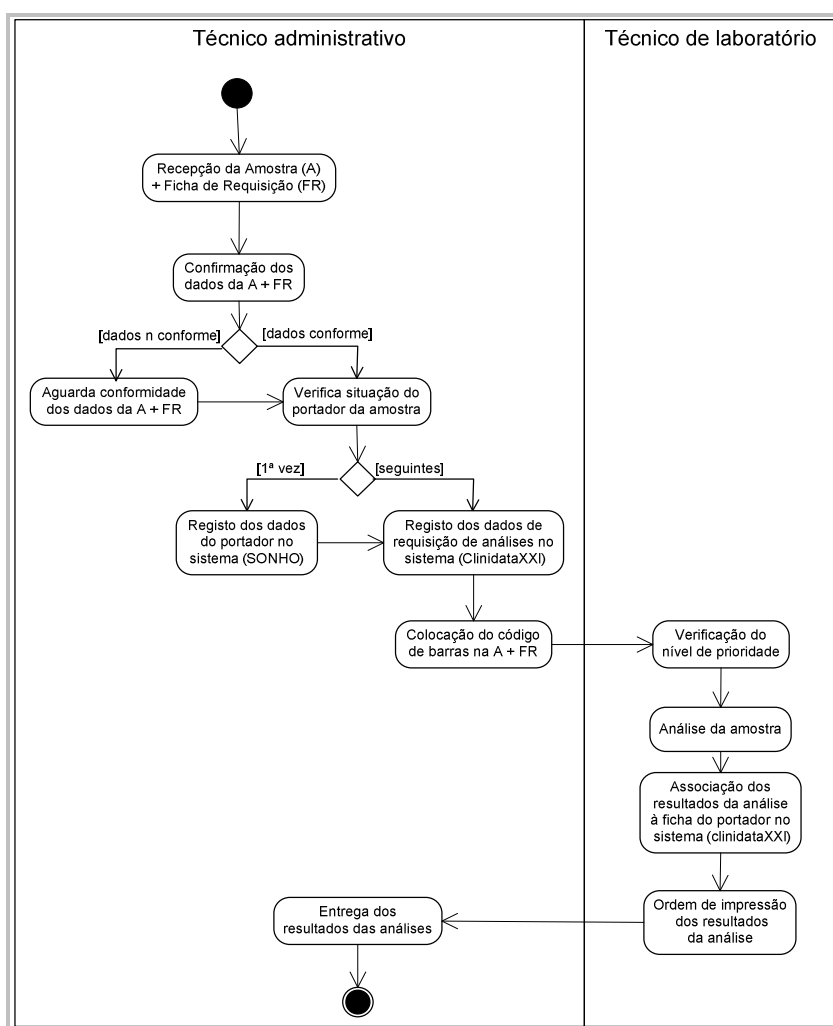 Técnico administrativo
Técnico de laboratório
Recepção da Amostra (A)
+ Ficha de Requisição (FR)
Confirmação dos
dados da A + FR
[dados n conforme]
[dados conforme]
Aguarda conformidade
dos dados da A + FR
Verifica situação do
portador da amostra
[1ª vez]
[seguintes]
Registo dos dados
do portador no
sistema (SONHO)
Registo dos dados de
requisição de análises no
sistema (ClinidataXXI)
Colocação do código
de barras na A + FR
Verificação do
nível de prioridade
Análise da amostra
Associação dos
resultados da análise
à ficha do portador no
sistema (clinidataXXI)
Ordem de impressão
dos resultados
da análise
Entrega dos
resultados das análises